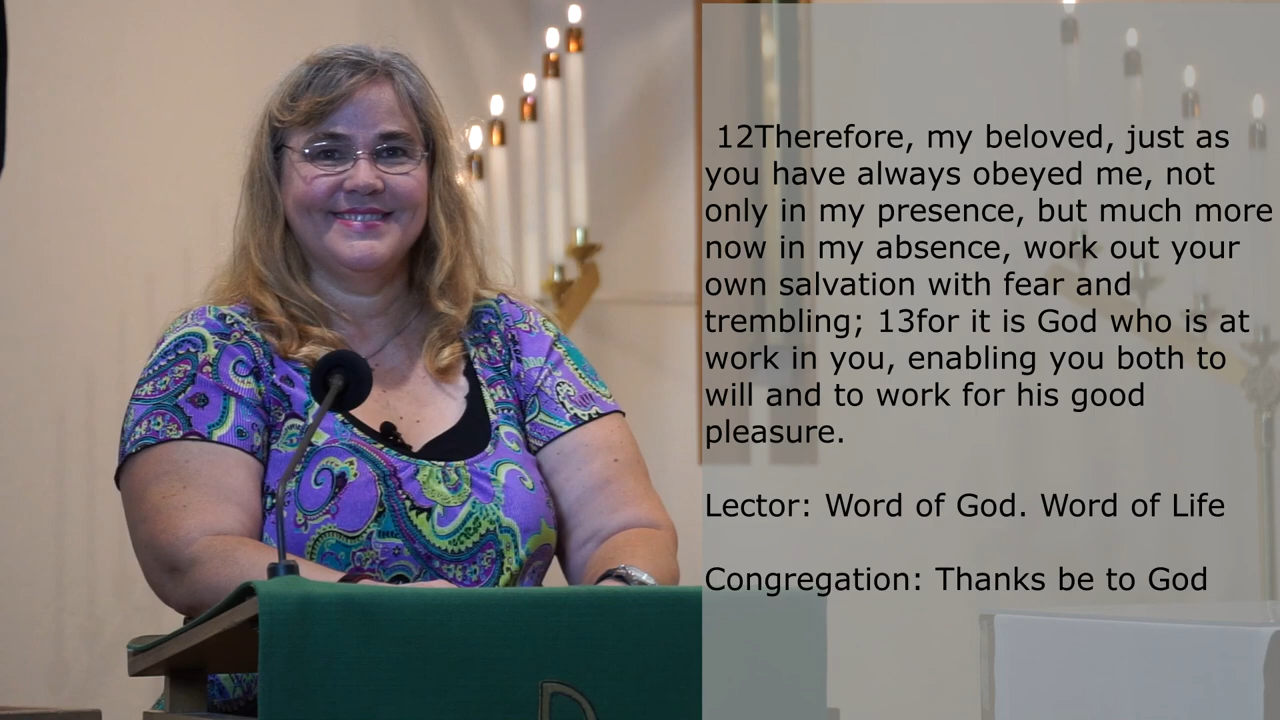 12Therefore, my beloved, just as
you have always obeyed me, not
only in my presence, but much more
now in my absence, work out your
own salvation with fear and
trembling; 13for it is God who is at
work in you, enabling you both to
will and to work for his good
pleasure.
Lector: Word of God. Word of Life
Congregation: Thanks be to God